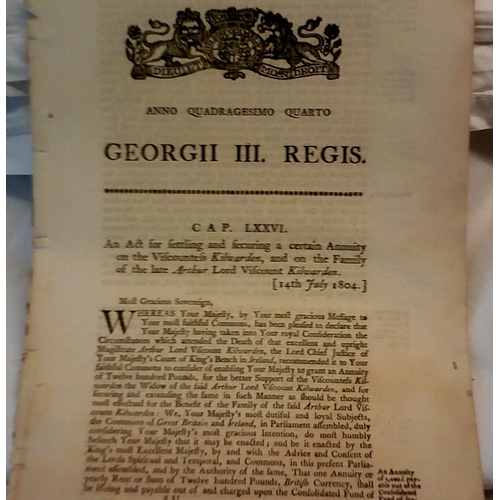 DIEU ET MON DROIT
ANNO QUADRAGESIMO QUARTO
GEORGII III. REGIS.
CAP. LXXVI.
An Act for settling and securing a certain Annuity
on the Viscountess Kilwarden, and on the Family
of the late Arthur Lord Viscount Kilwarden.
[14th July 1804.]
Most Gracious Sovereign,
WHEREAS Your Majesty, by Your most gracious Message to
Your most faithful Commons, has been pleased to declare that
Your Majesty having taken into your royal Consideration the
Circumstances which attended the Death of that excellent and upright
Magistrate Arthur Lord Viscount Kilwarden, the Lord Chief Justice of
Your Majesty's Court of King's Bench in Ireland, recommended it to Your
faithful Commons to consider of enabling Your Majesty to grant an Annuity
of Twelve hundred Pounds, for the better Support of the Viscountess Kil-
warden the Widow of the said Arthur Lord Viscount Kilwarden, and for
securing and extending the same in such Manner as should be thought
most effectual for the Benefit of the Family of the said Arthur Lord Vis-
count Kilwarden: We, Your Majesty's most dutiful and loyal Subjects,
the Commons of Great Britain and Ireland, in Parliament assembled, duly
considering Your Majesty's most gracious Intention, do most humbly
beseech Your Majesty that it may be enacted; and be it enacted by the
King's most Excellent Majesty, by and with the Advice and Consent of
the Lords Spiritual and Temporal, and Commons, in this present Parlia-
ment assembled, and by the Authority of the same, That one Annuity or
yearly Rent or Sum of Twelve hundred Pounds, British Currency, shall
be issuing and payable out of and charged upon the Consolidated Fund of
An Annuity
of 1,200l. pay-
able out of the
Consolidated